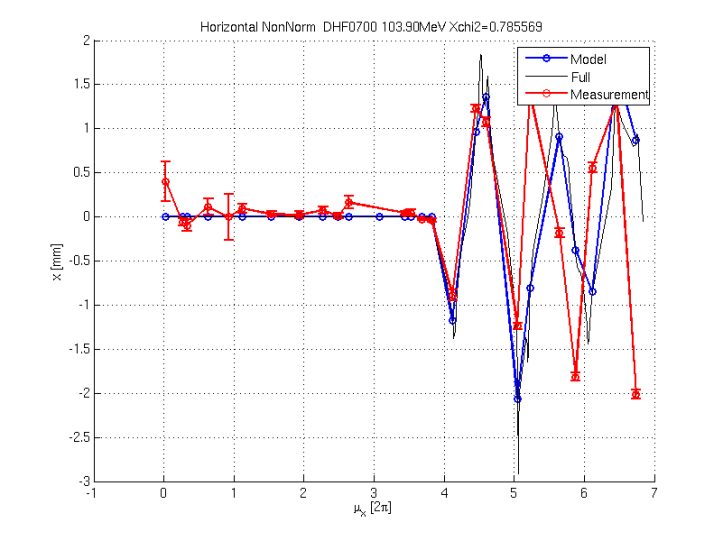 Horizontal NonNorm DHF0700 103.90MeV Xchi2=0.785569
Model
Full
Measurement
2
1.5
1
0.5
0
-0.5
-1
-1.5
-2
-2.5
-3
x [mm]
-1 0 1 2 3 4 5 6 7
μx [2π]